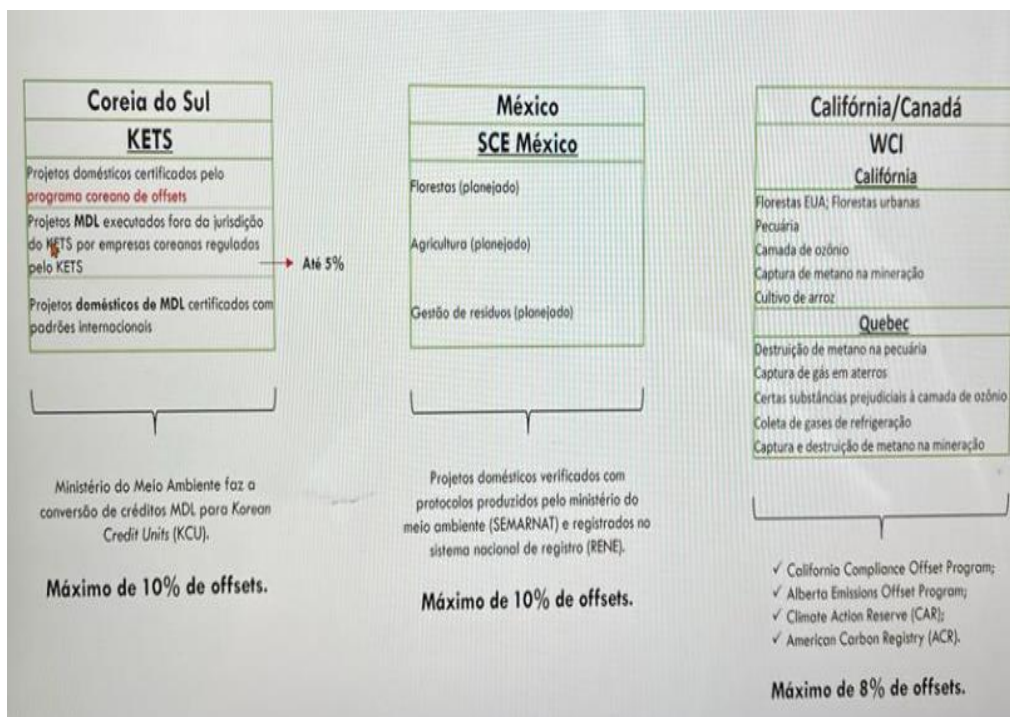 Coreia do Sul
KETS
Projetos domésticos certificados pelo
programa coreano de offsets
Projetos MDL executados fora da jurisdição
do KETS por empresas coreanas reguladas
pelo KETS
Até 5%
Projetos domésticos de MDL certificados com
padrões internacionais
Ministério do Meio Ambiente faz a
conversão de créditos MDL para Korean
Credit Units (KCU).
Máximo de 10% de offsets.
México
SCE México
Florestas (planejado)
Agricultura (planejado)
Gestão de resíduos (planejado)
Projetos domésticos verificados com
protocolos produzidos pelo ministério do
meio ambiente (SEMARNAT) e registrados no
sistema nacional de registro (RENE).
Máximo de 10% de offsets.
Califórnia/Canadá
WCI
Califórnia
Florestas EUA; Florestas urbanas
Pecuária
Camada de ozônio
Captura de metano na mineração
Cultivo de arroz
Quebec
Destruição de metano na pecuária
Captura de gás em aterros
Certas substâncias prejudiciais à camada de ozônio
Coleta de gases de refrigeração
Captura e destruição de metano na mineração
✓ California Compliance Offset Program;
✓ Alberta Emissions Offset Program;
✓ Climate Action Reserve (CAR);
✓ American Carbon Registry (ACR).
Máximo de 8% de offsets.